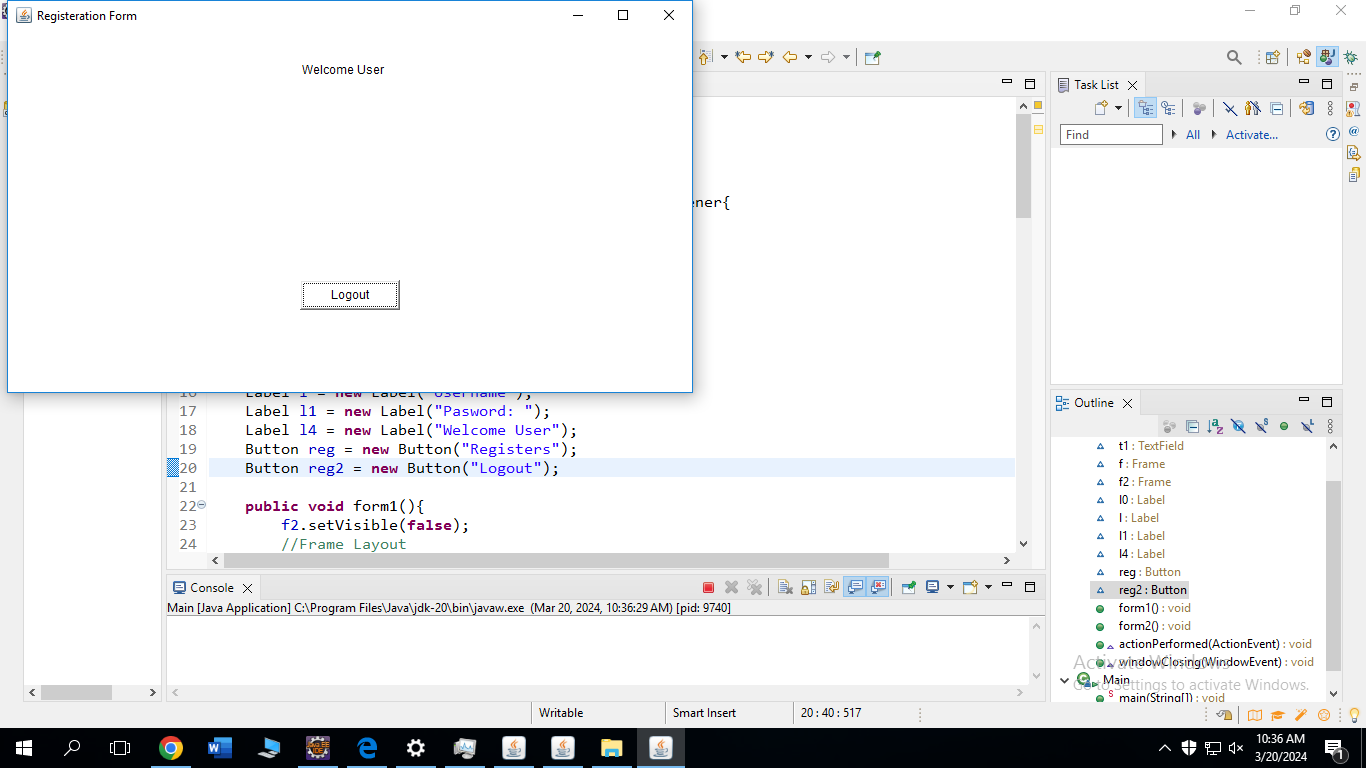 Registeration Form
Welcome User
Logout
ener{
17 Label l1 = new Label("Pasword: ");
18 Label l4 = new Label("Welcome User");
19 Button reg = new Button("Registers");
20 Button reg2 = new Button("Logout");
21
22 public void form1(){
23 f2.setVisible(false);
24 //Frame Layout
Console
Main [Java Application] C:\Program Files\Java\jdk-20\bin\javaw.exe (Mar 20, 2024, 10:36:29 AM) [pid: 9740]
Task List
Find
All
Activate...
Outline
t1 : TextField
f : Frame
f2 : Frame
l0 : Label
l : Label
l1 : Label
l4 : Label
reg : Button
reg2 : Button
form1() : void
form2() : void
actionPerformed(ActionEvent) : void
windowClosing(WindowEvent) : void
Main
main(String[]) : void
Activate Windows
Go to Settings to activate Windows.
Writable
Smart Insert
20 : 40 : 517
10:36 AM
3/20/2024
1